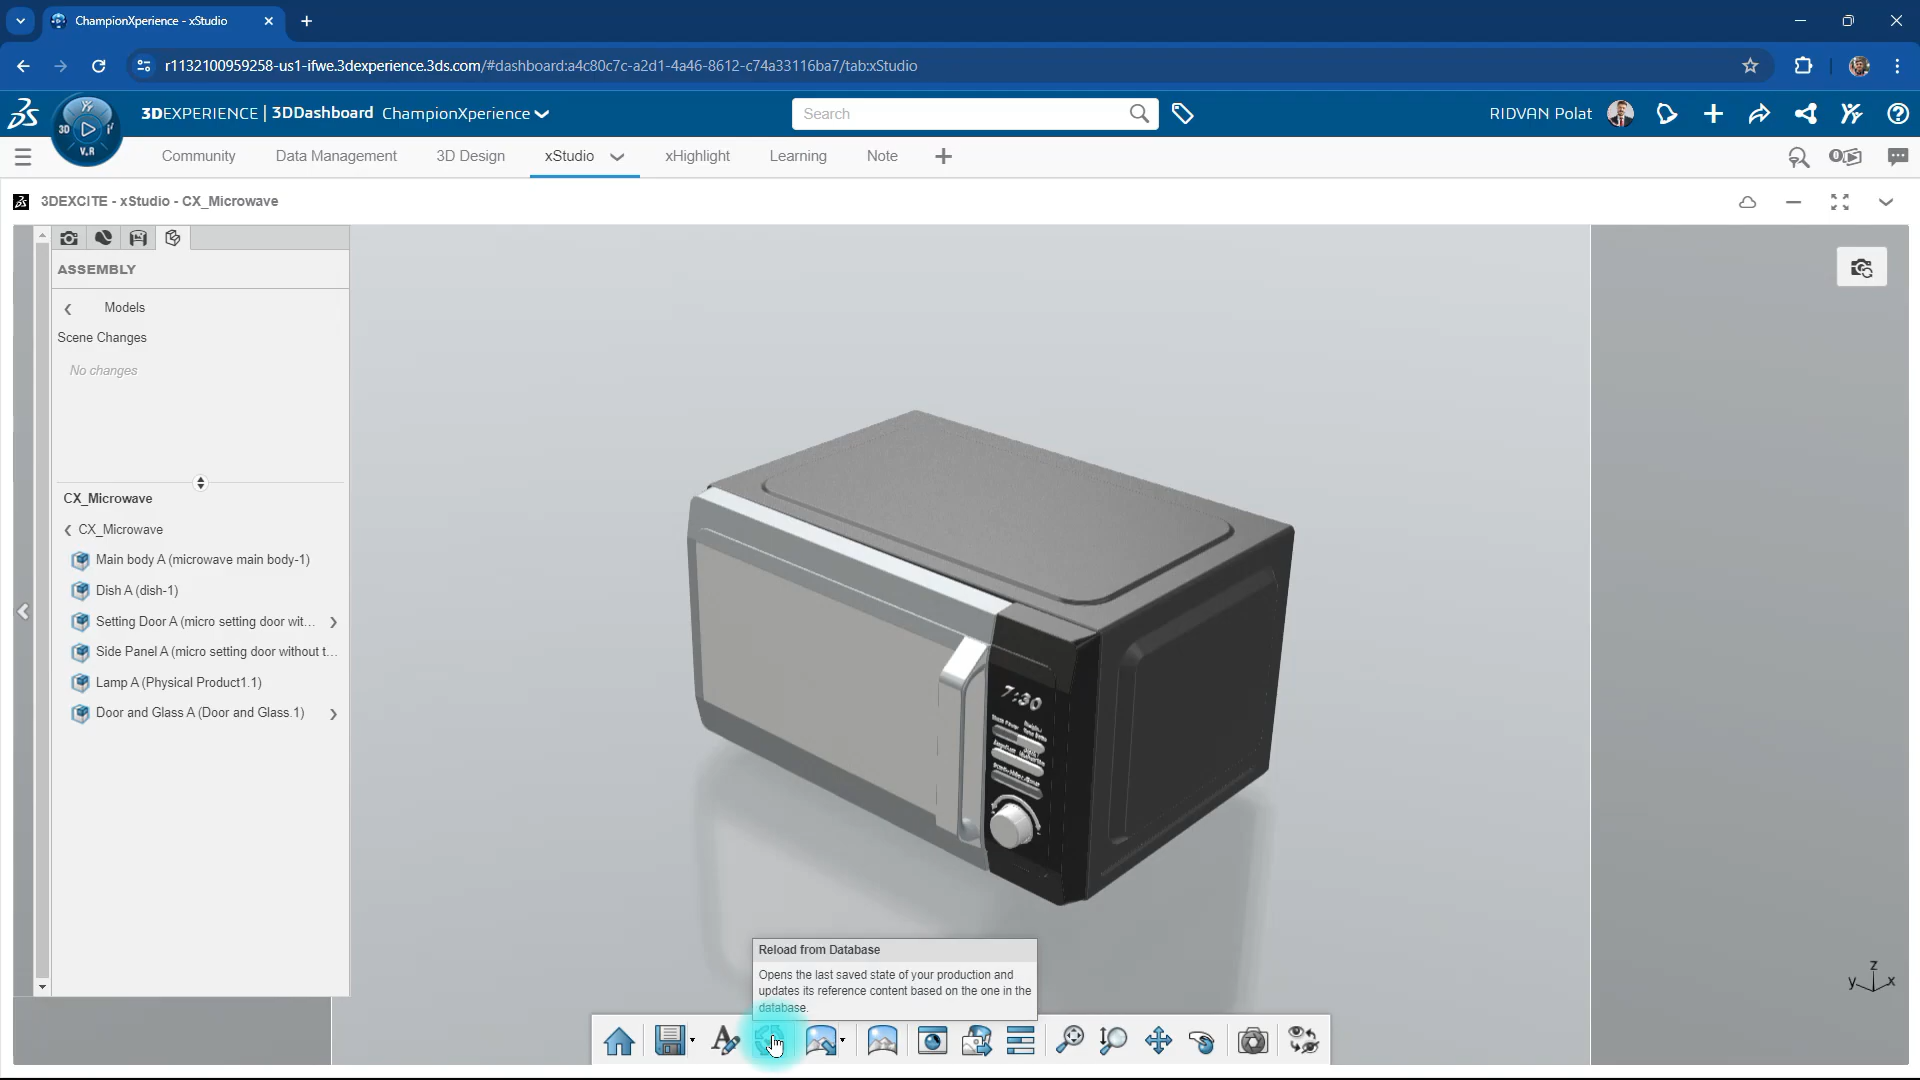 ChampionXperience - xStudio
r1132100959258-us1-ifwe.3dexperience.3ds.com/#dashboard:a4c80c7c-a2d1-4a46-8612-c74a33116ba7/tab:xStudio
3D
V.R
3DEXPERIENCE | 3DDashboard ChampionXperience
Search
RIDVAN Polat
Community
Data Management
3D Design
xStudio
xHighlight
Learning
Note
0
3DEXCITE - xStudio - CX_Microwave
ASSEMBLY
Models
Scene Changes
No changes
CX_Microwave
CX_Microwave
Main body A (microwave main body-1)
Dish A (dish-1)
Setting Door A (micro setting door wit...
Side Panel A (micro setting door without t...
Lamp A (Physical Product1.1)
Door and Glass A (Door and Glass.1)
7:30
Reload from Database
Opens the last saved state of your production and
updates its reference content based on the one in the
database.
z
y x